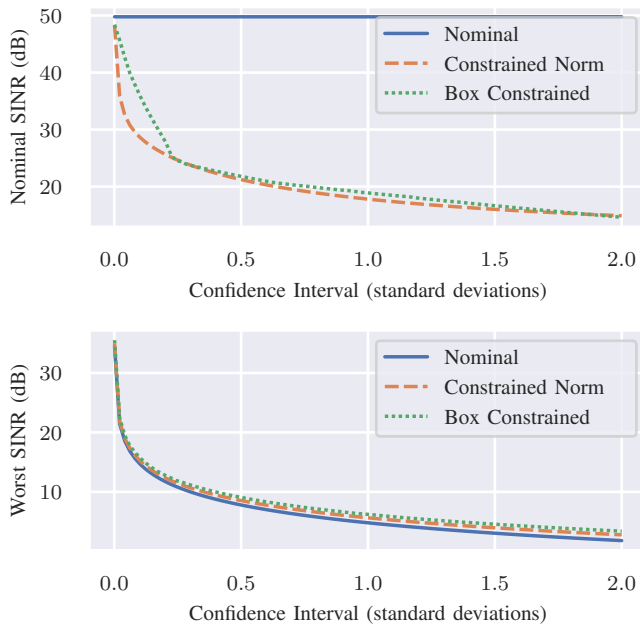 50
40
30
20
Nominal SINR (dB)
Nominal
Constrained Norm
Box Constrained
0.0 0.5 1.0 1.5 2.0
Confidence Interval (standard deviations)
30
20
10
Worst SINR (dB)
Nominal
Constrained Norm
Box Constrained
0.0 0.5 1.0 1.5 2.0
Confidence Interval (standard deviations)